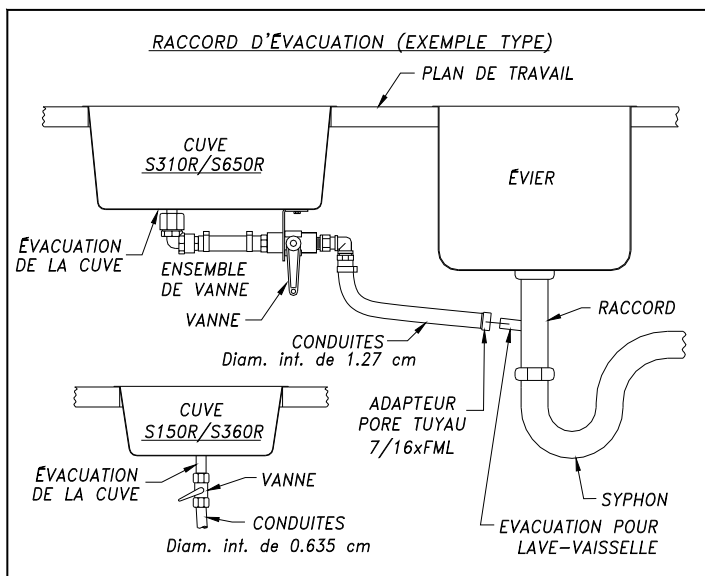 RACCORD D'ÉVACUATION (EXEMPLE TYPE)
PLAN DE TRAVAIL
CUVE
S310R/S650R
ÉVIER
ÉVACUATION
DE LA CUVE
ENSEMBLE
DE VANNE
VANNE
RACCORD
CONDUITES
Diam. int. de 1.27 cm
ADAPTEUR
PORE TUYAU
7/16xFML
CUVE
S150R/S360R
ÉVACUATION
DE LA CUVE
VANNE
SYPHON
CONDUITES
Diam. int. de 0.635 cm
EVACUATION POUR
LAVE-VAISSELLE